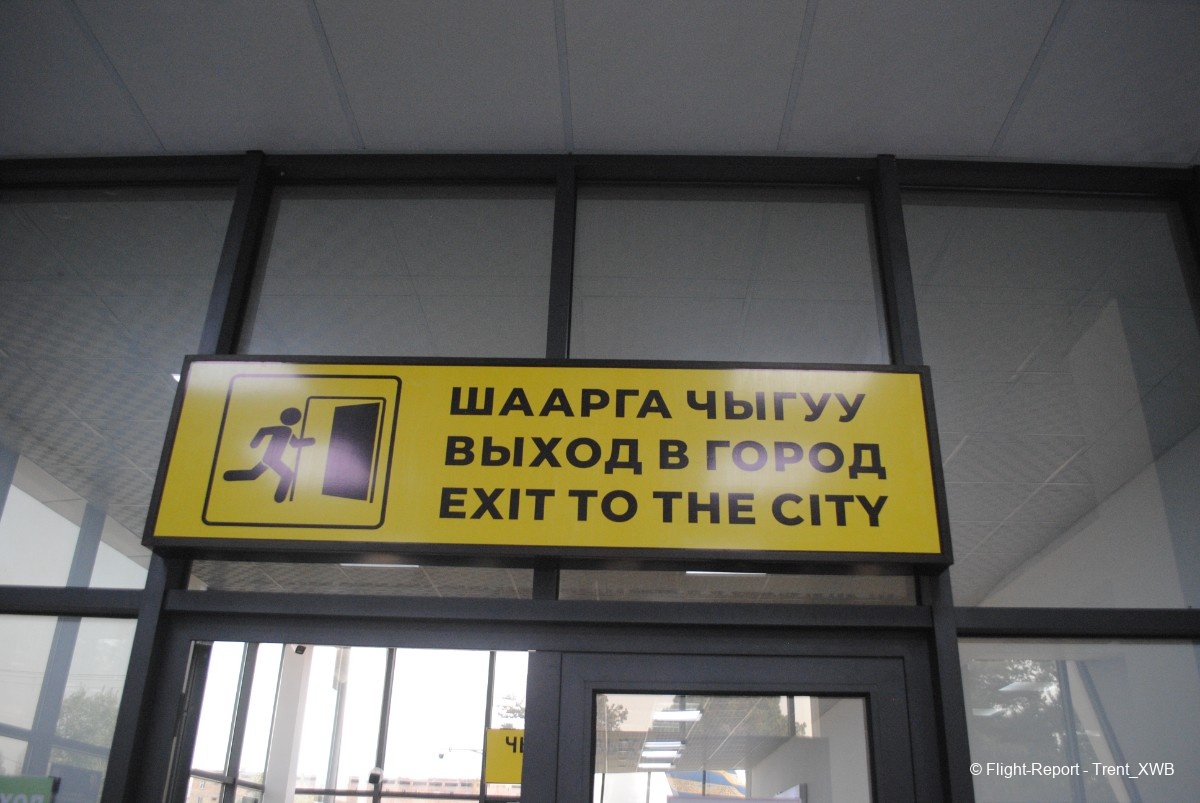 ШААРГА ЧЫГУУ
ВЫХОД В ГОРОД
EXIT TO THE CITY
© Flight-Report - Trent_XWB